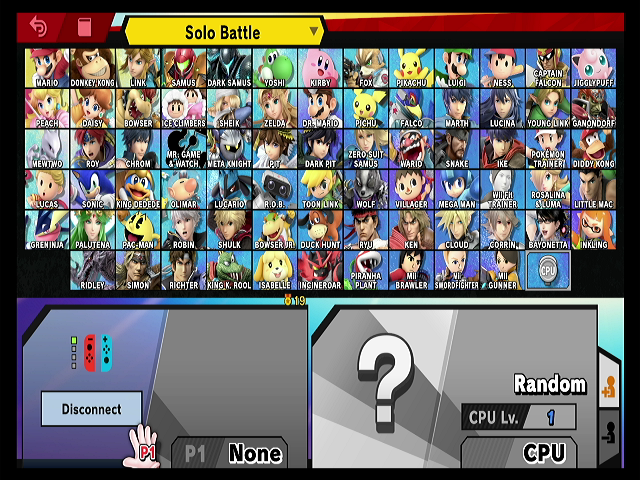 Solo Battle
MARIO DONKEY KONG LINK SAMUS DARK SAMUS YOSHI KIRBY FOX PIKACHU LUIGI NESS CAPTAIN FALCON JIGGLYPUFF
PEACH DAISY BOWSER ICE CLIMBERS SHEIK ZELDA DR. MARIO PICHU FALCO MARTH LUCINA YOUNG LINK GANONDORF
MEWTWO ROY CHROM MR. GAME & WATCH META KNIGHT PIT DARK PIT ZERO SUIT SAMUS WARIO SNAKE IKE POKÉMON TRAINER DIDDY KONG
LUCAS SONIC KING DEDEDE OLIMAR LUCARIO R.O.B. TOON LINK WOLF VILLAGER MEGA MAN WII FIT TRAINER ROSALINA & LUMA LITTLE MAC
GRENINJA PALUTENA PAC-MAN ROBIN SHULK BOWSER JR. DUCK HUNT RYU KEN CLOUD CORRIN BAYONETTA INKLING
RIDLEY SIMON RICHTER KING K. ROOL ISABELLE INCINEROAR PIRANHA PLANT MII BRAWLER MII SWORDFIGHTER MII GUNNER CPU
19
Random
Disconnect
CPU Lv. 1
P1
P1 None
CPU